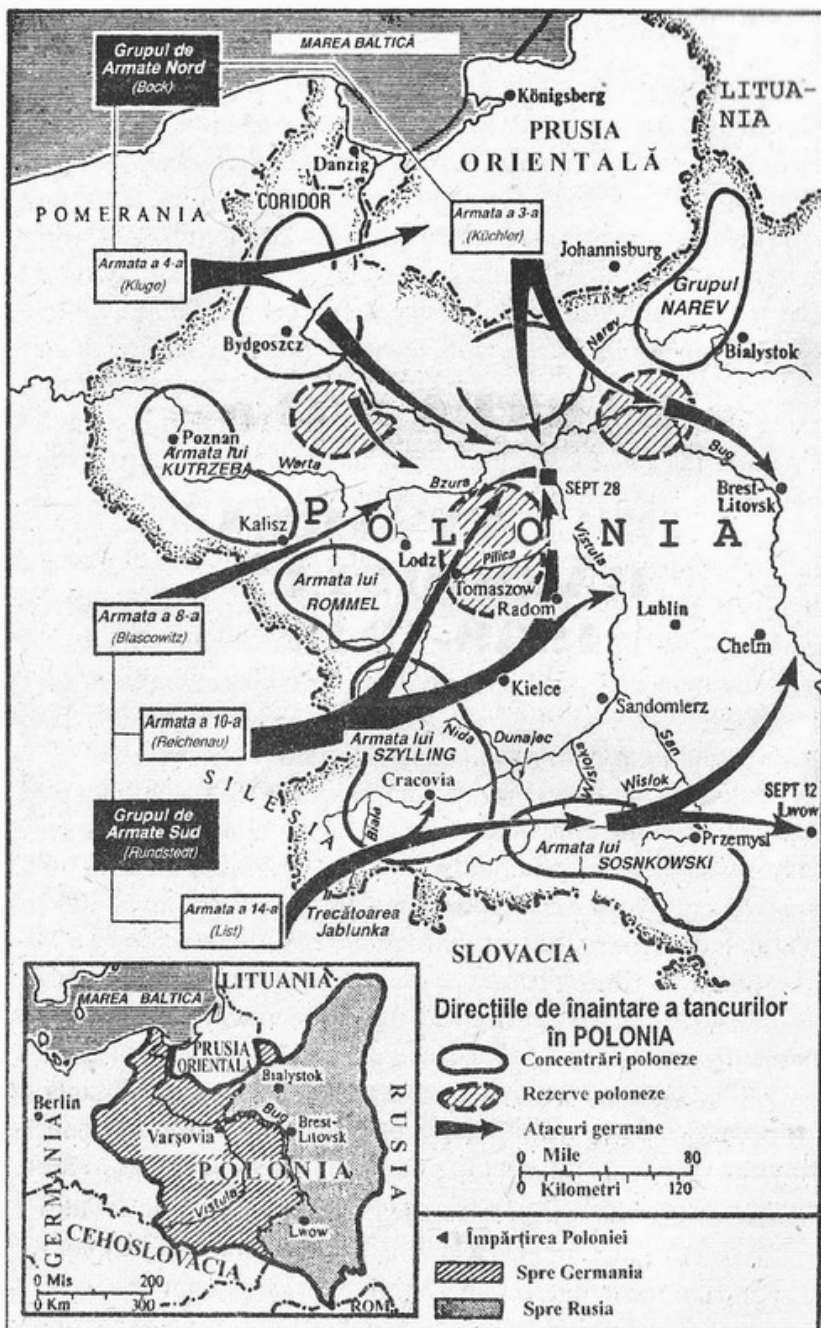 Grupul de
Armate Nord
(Bock)
MAREA BALTICĂ
Königsberg
LITUA-
NIA
PRUSIA
ORIENTALĂ
Danzig
CORIDOR
POMERANIA
Armata a 3-a
(Küchler)
Armata a 4-a
(Kluge)
Johannisburg
Grupul
NAREV
Bydgoszcz
Narev
Bialystok
Poznan
Armata lui
KUTRZEBA
Warta
Bug
Bzura
SEPT 28
Brest-
Litovsk
Kalisz
POLONIA
Lodz
Pilica
Vistula
Armata lui
ROMMEL
Tomaszow
Radom
Lublin
Chełm
Armata a 8-a
(Blascowitz)
Kielce
Sandomierz
Armata a 10-a
(Reichenau)
Armata lui
SZYLLING
Nida
Dunajec
Wisloka
San
Wislok
SILESIA
Cracovia
SEPT 12
Lwow
Grupul de
Armate Sud
(Rundstedt)
Biala
Przemysl
Armata lui
SOSNKOWSKI
Armata a 14-a
(List)
Trecătoarea
Jablunka
SLOVACIA
LITUANIA
MAREA BALTICĂ
PRUSIA
ORIENTALĂ
Bialystok
RUSIA
Berlin
Bug
Brest-
Litovsk
Varşovia
POLONIA
GERMANIA
Vistula
Lwow
CEHOSLOVACIA
0 Mls 200
0 Km 300
ROM.
Direcţiile de înaintare a tancurilor
în POLONIA
Concentrări poloneze
Rezerve poloneze
Atacuri germane
0 Mile 80
0 Kilometri 120
Împărţirea Poloniei
Spre Germania
Spre Rusia